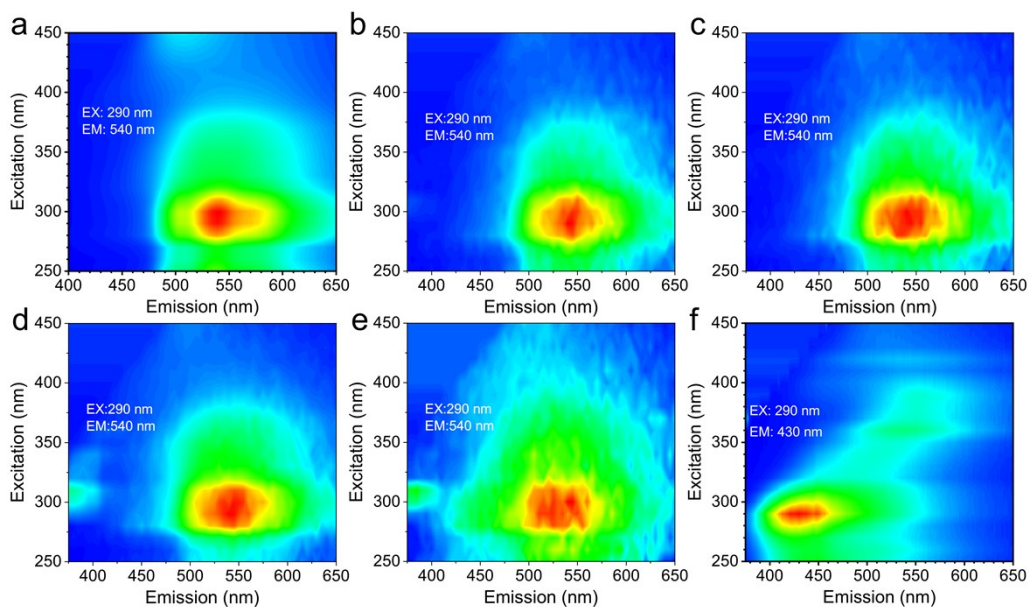 a
450
400
350
300
250
Excitation (nm)
EX: 290 nm
EM: 540 nm
400 450 500 550 600 650
Emission (nm)
b
450
400
350
300
250
Excitation (nm)
EX:290 nm
EM:540 nm
400 450 500 550 600 650
Emission (nm)
c
450
400
350
300
250
Excitation (nm)
EX:290 nm
EM:540 nm
400 450 500 550 600 650
Emission (nm)
d
450
400
350
300
250
Excitation (nm)
EX:290 nm
EM:540 nm
400 450 500 550 600 650
Emission (nm)
e
450
400
350
300
250
Excitation (nm)
EX:290 nm
EM:540 nm
400 450 500 550 600 650
Emission (nm)
f
450
400
350
300
250
Excitation (nm)
EX: 290 nm
EM: 430 nm
400 450 500 550 600 650
Emission (nm)